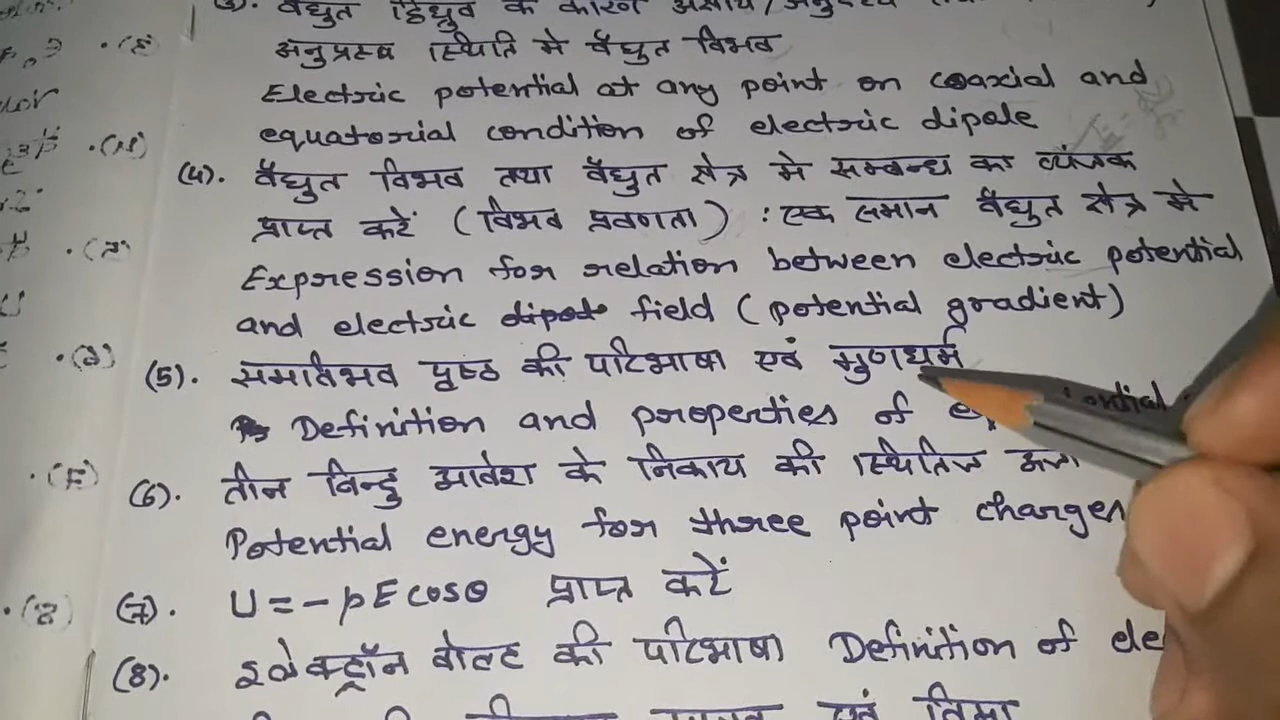 (3). वैद्युत द्विध्रुव के कारण
अनुप्रस्थ स्थिति मे वैद्युत विभव
Electric potential at any point on coaxial and
equatorial condition of electric dipole
(4). वैद्युत विभव तथा वैद्युत क्षेत्र मे सम्बन्ध का व्यंजक
प्राप्त करें (विभव प्रवणता) : एक समान वैद्युत क्षेत्र मे
Expression for relation between electric potential
and electric field (potential gradient)
(5). समविभव पृष्ठ की परिभाषा एवं गुणधर्म
Definition and properties of
(6). तीन बिन्दु आवेश के निकाय की स्थितिज
Potential energy for three point charges
(7). U = - pE cosθ प्राप्त करें
(8). इलेक्ट्रॉन वोल्ट की परिभाषा Definition of ele